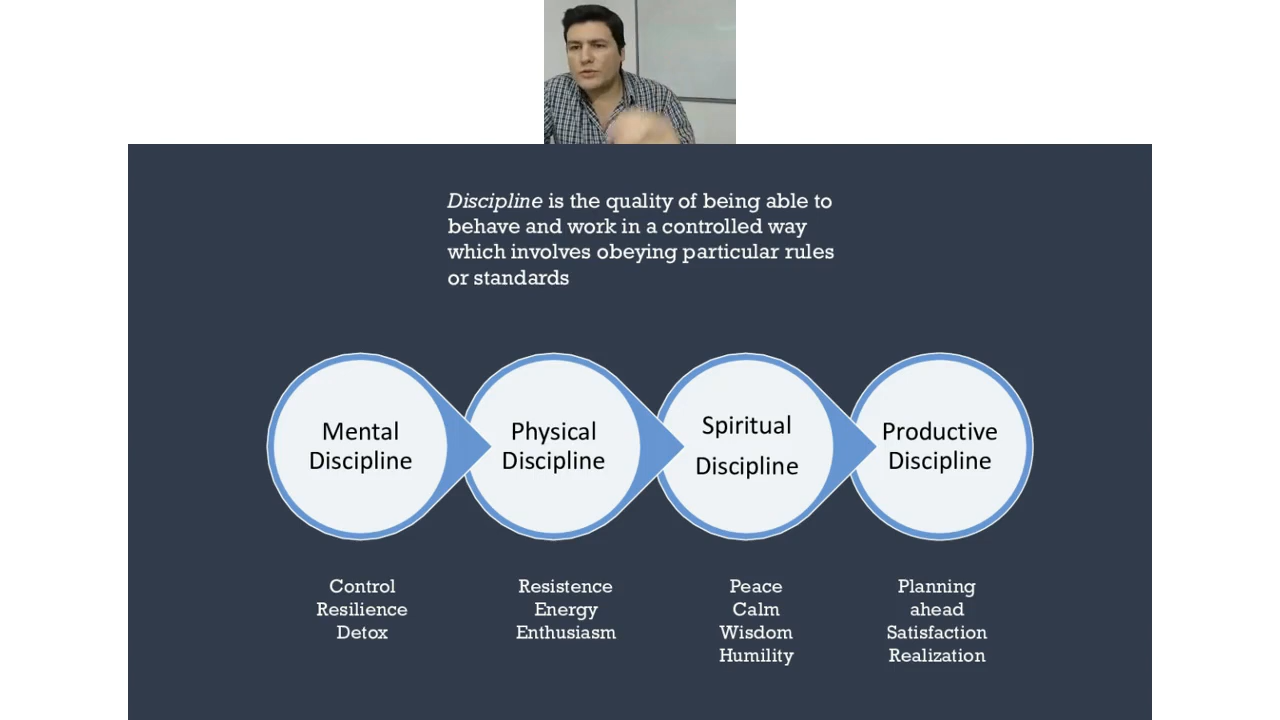 Discipline is the quality of being able to
behave and work in a controlled way
which involves obeying particular rules
or standards
Mental
Discipline
Physical
Discipline
Spiritual
Discipline
Productive
Discipline
Control
Resilience
Detox
Resistence
Energy
Enthusiasm
Peace
Calm
Wisdom
Humility
Planning
ahead
Satisfaction
Realization